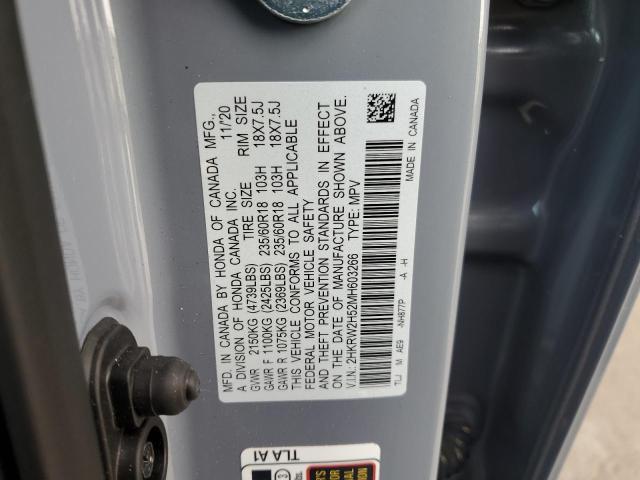 MFD. IN CANADA BY HONDA OF CANADA MFG.,
A DIVISION OF HONDA CANADA INC. 11/20
GVWR 2150KG (4739LBS) TIRE SIZE RIM SIZE
GAWR F 1100KG (2425LBS) 235/60R18 103H 18X7.5J
GAWR R 1075KG (2369LBS) 235/60R18 103H 18X7.5J
THIS VEHICLE CONFORMS TO ALL APPLICABLE
FEDERAL MOTOR VEHICLE SAFETY
AND THEFT PREVENTION STANDARDS IN EFFECT
ON THE DATE OF MANUFACTURE SHOWN ABOVE.
V.I.N.: 2HKRW2H52MH603266 TYPE: MPV
TLJ M AE9 -NH877P -A -H MADE IN CANADA
TLA A1